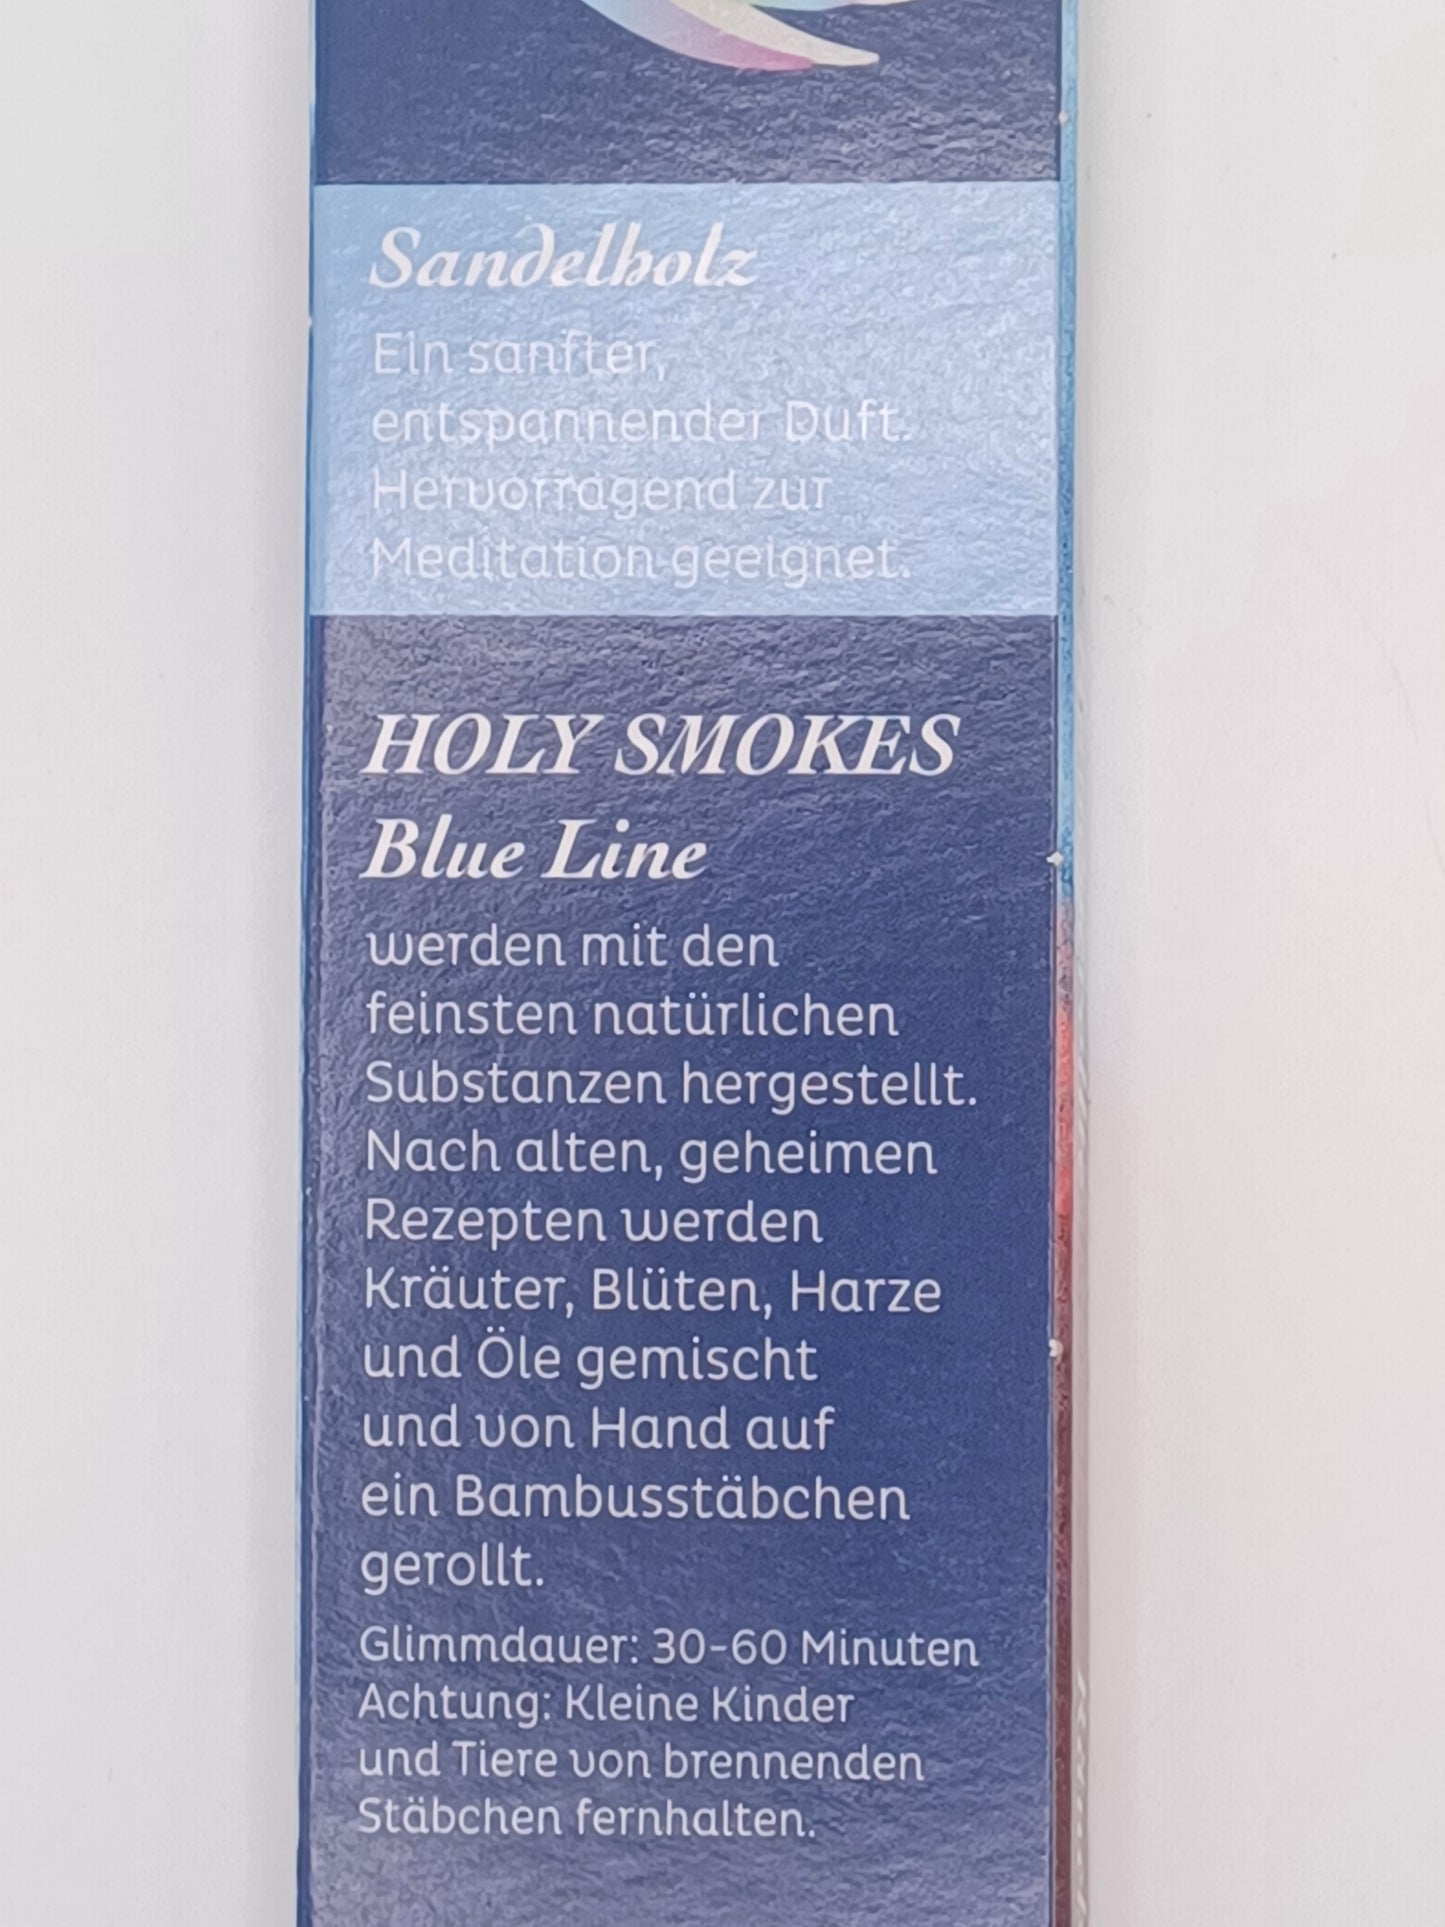 Sandelholz
Ein sanfter,
entspannender Duft.
Hervorragend zur
Meditation geeignet.
HOLY SMOKES
Blue Line
werden mit den
feinsten natürlichen
Substanzen hergestellt.
Nach alten, geheimen
Rezepten werden
Kräuter, Blüten, Harze
und Öle gemischt
und von Hand auf
ein Bambusstäbchen
gerollt.
Glimmdauer: 30-60 Minuten
Achtung: Kleine Kinder
und Tiere von brennenden
Stäbchen fernhalten.